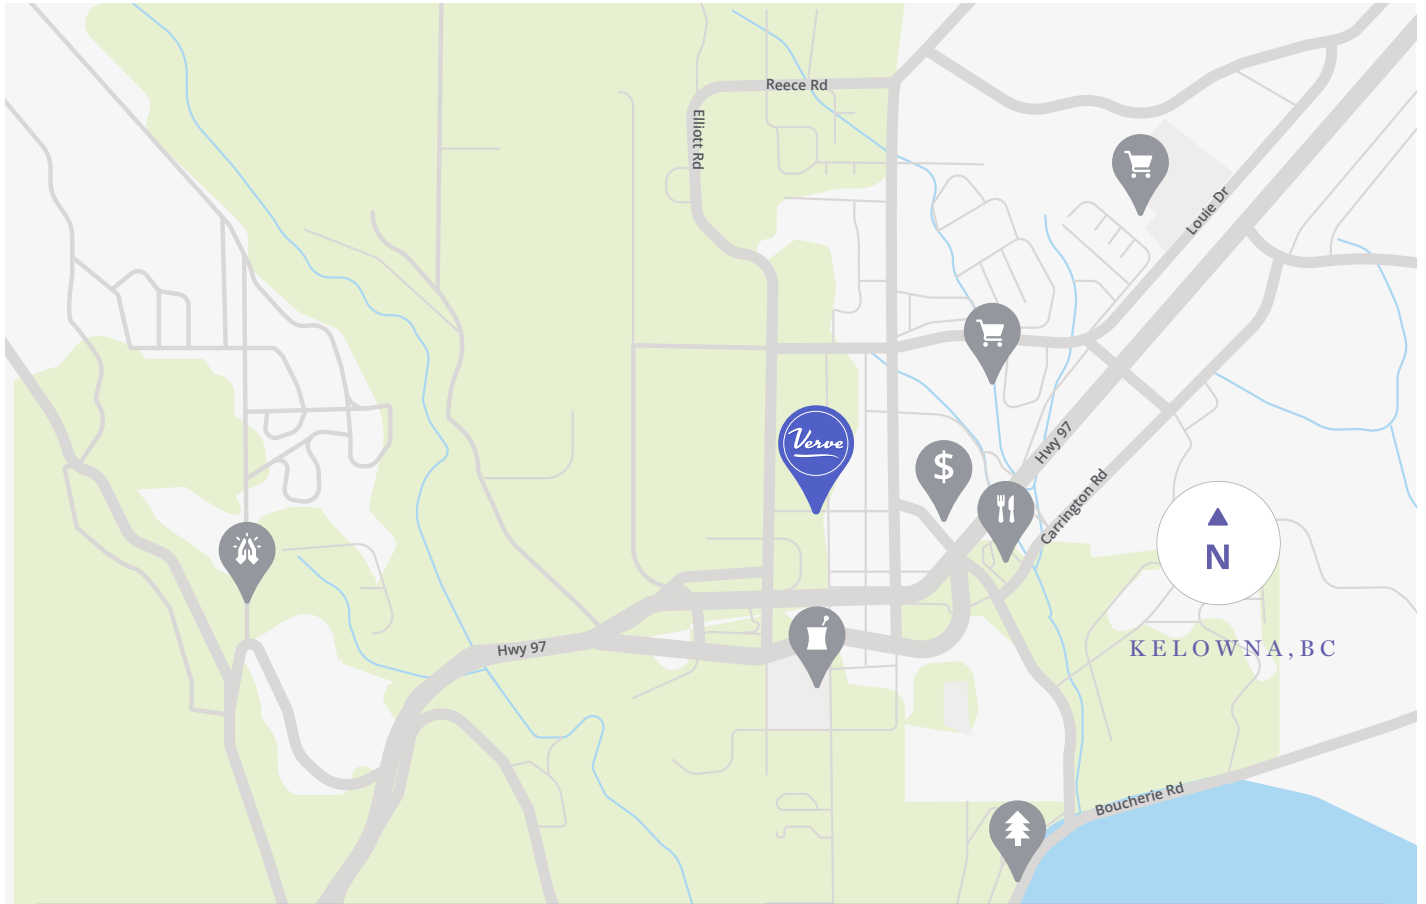 Reece Rd
Elliott Rd
Louie Dr
Verve
$
Hwy 97
Carrington Rd
N
KELOWNA, BC
Hwy 97
Boucherie Rd